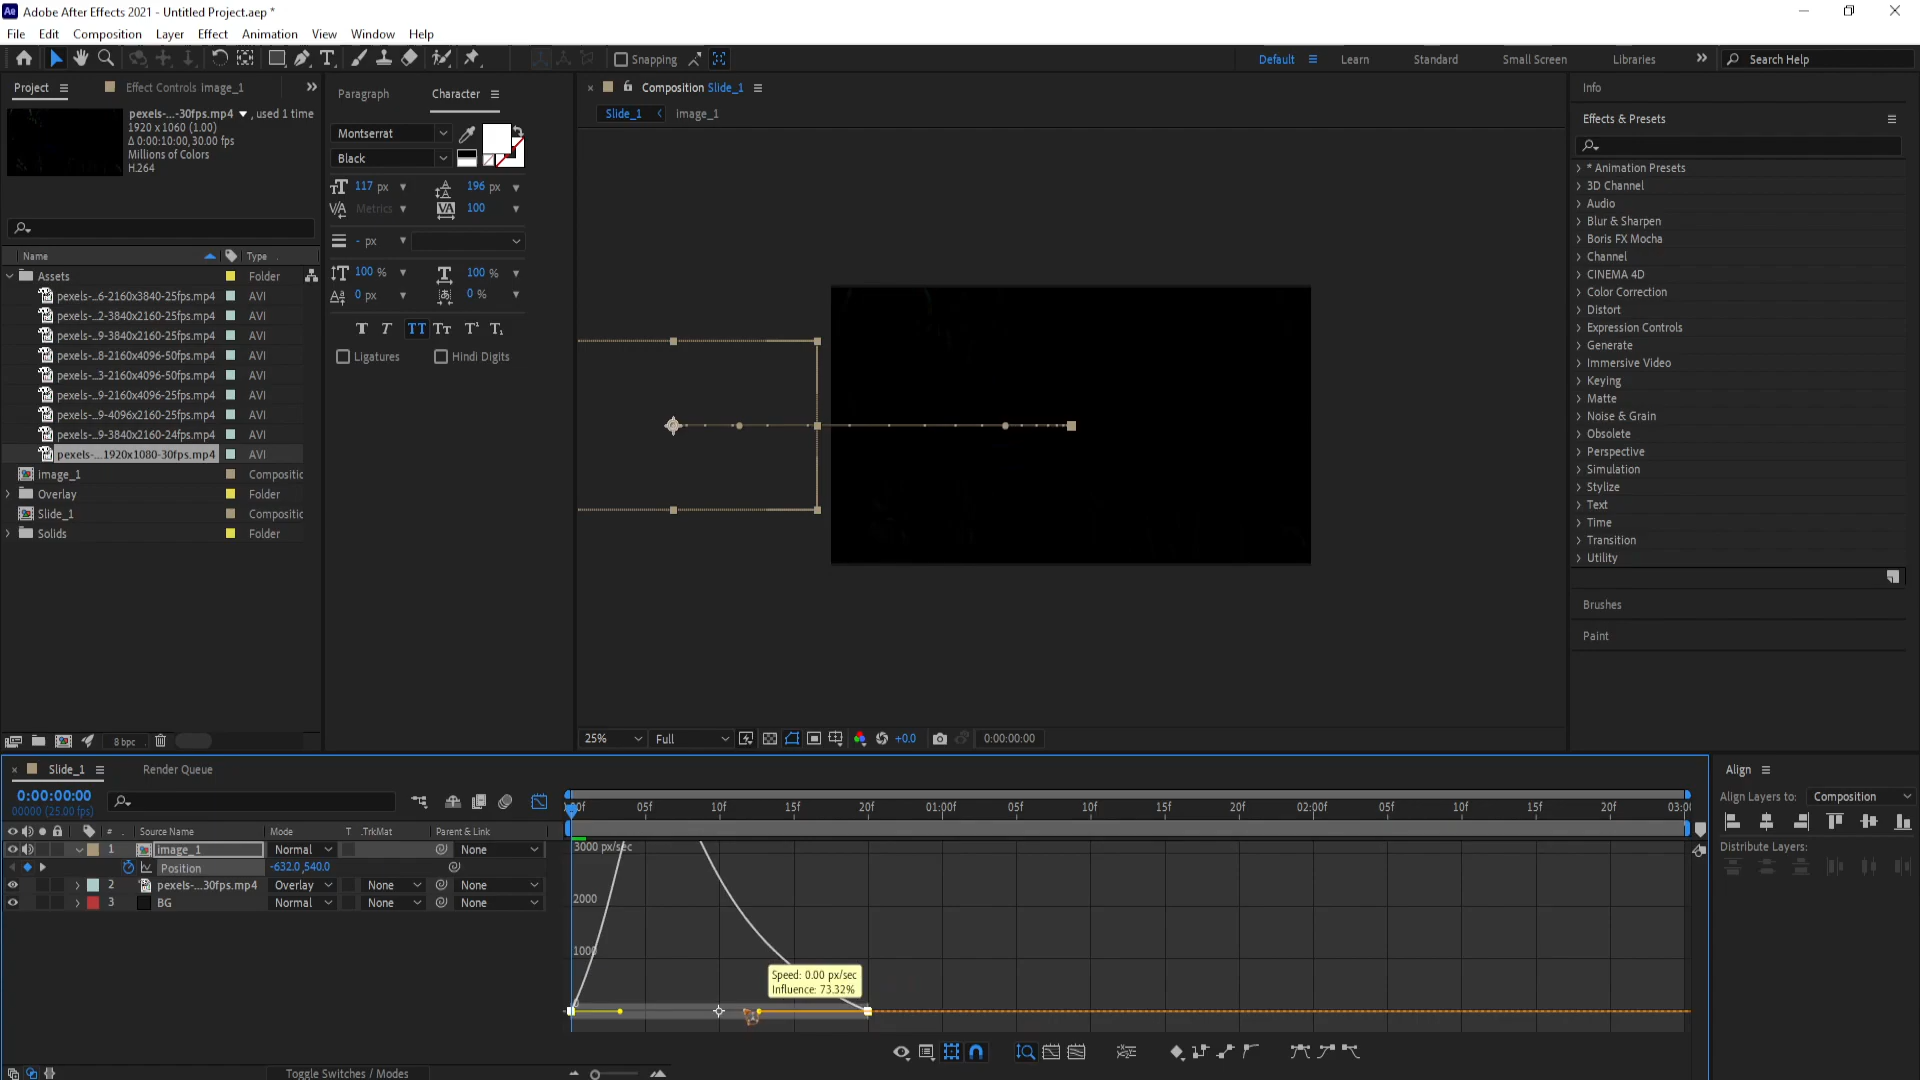 Ae Adobe After Effects 2021 - Untitled Project.aep *
File Edit Composition Layer Effect Animation View Window Help
Snapping
Default Learn Standard Small Screen Libraries Search Help
Project Effect Controls image_1
pexels-...-30fps.mp4 , used 1 time
1920 x 1060 (1.00)
Δ 0:00:10:00, 30.00 fps
Millions of Colors
H.264
Name Type
Assets Folder
pexels-...6-2160x3840-25fps.mp4 AVI
pexels-...2-3840x2160-25fps.mp4 AVI
pexels-...9-3840x2160-25fps.mp4 AVI
pexels-...8-2160x4096-50fps.mp4 AVI
pexels-...3-2160x4096-50fps.mp4 AVI
pexels-...9-2160x4096-25fps.mp4 AVI
pexels-...9-4096x2160-25fps.mp4 AVI
pexels-...9-3840x2160-24fps.mp4 AVI
pexels-...1920x1080-30fps.mp4 AVI
image_1 Compositic
Overlay Folder
Slide_1 Compositic
Solids Folder
8 bpc
Paragraph Character
Montserrat
Black
117 px 196 px
Metrics 100
- px
100 % 100 %
0 px 0 %
T T TT Tr T¹ T₁
Ligatures Hindi Digits
Composition Slide_1
Slide_1 image_1
25% Full +0.0 0:00:00:00
Info
Effects & Presets
* Animation Presets
3D Channel
Audio
Blur & Sharpen
Boris FX Mocha
Channel
CINEMA 4D
Color Correction
Distort
Expression Controls
Generate
Immersive Video
Keying
Matte
Noise & Grain
Obsolete
Perspective
Simulation
Stylize
Text
Time
Transition
Utility
Brushes
Paint
Slide_1 Render Queue
0:00:00:00
00000 (25.00 fps)
# Source Name Mode T .TrkMat Parent & Link
1 image_1 Normal None
Position -632.0,540.0
2 pexels-...30fps.mp4 Overlay None None
3 BG Normal None None
Toggle Switches / Modes
05f 10f 15f 20f 01:00f 05f 10f 15f 20f 02:00f 05f 10f 15f 20f 03:0
3000 px/sec
2000
1000
0
Speed: 0.00 px/sec
Influence: 73.32%
Align
Align Layers to: Composition
Distribute Layers: